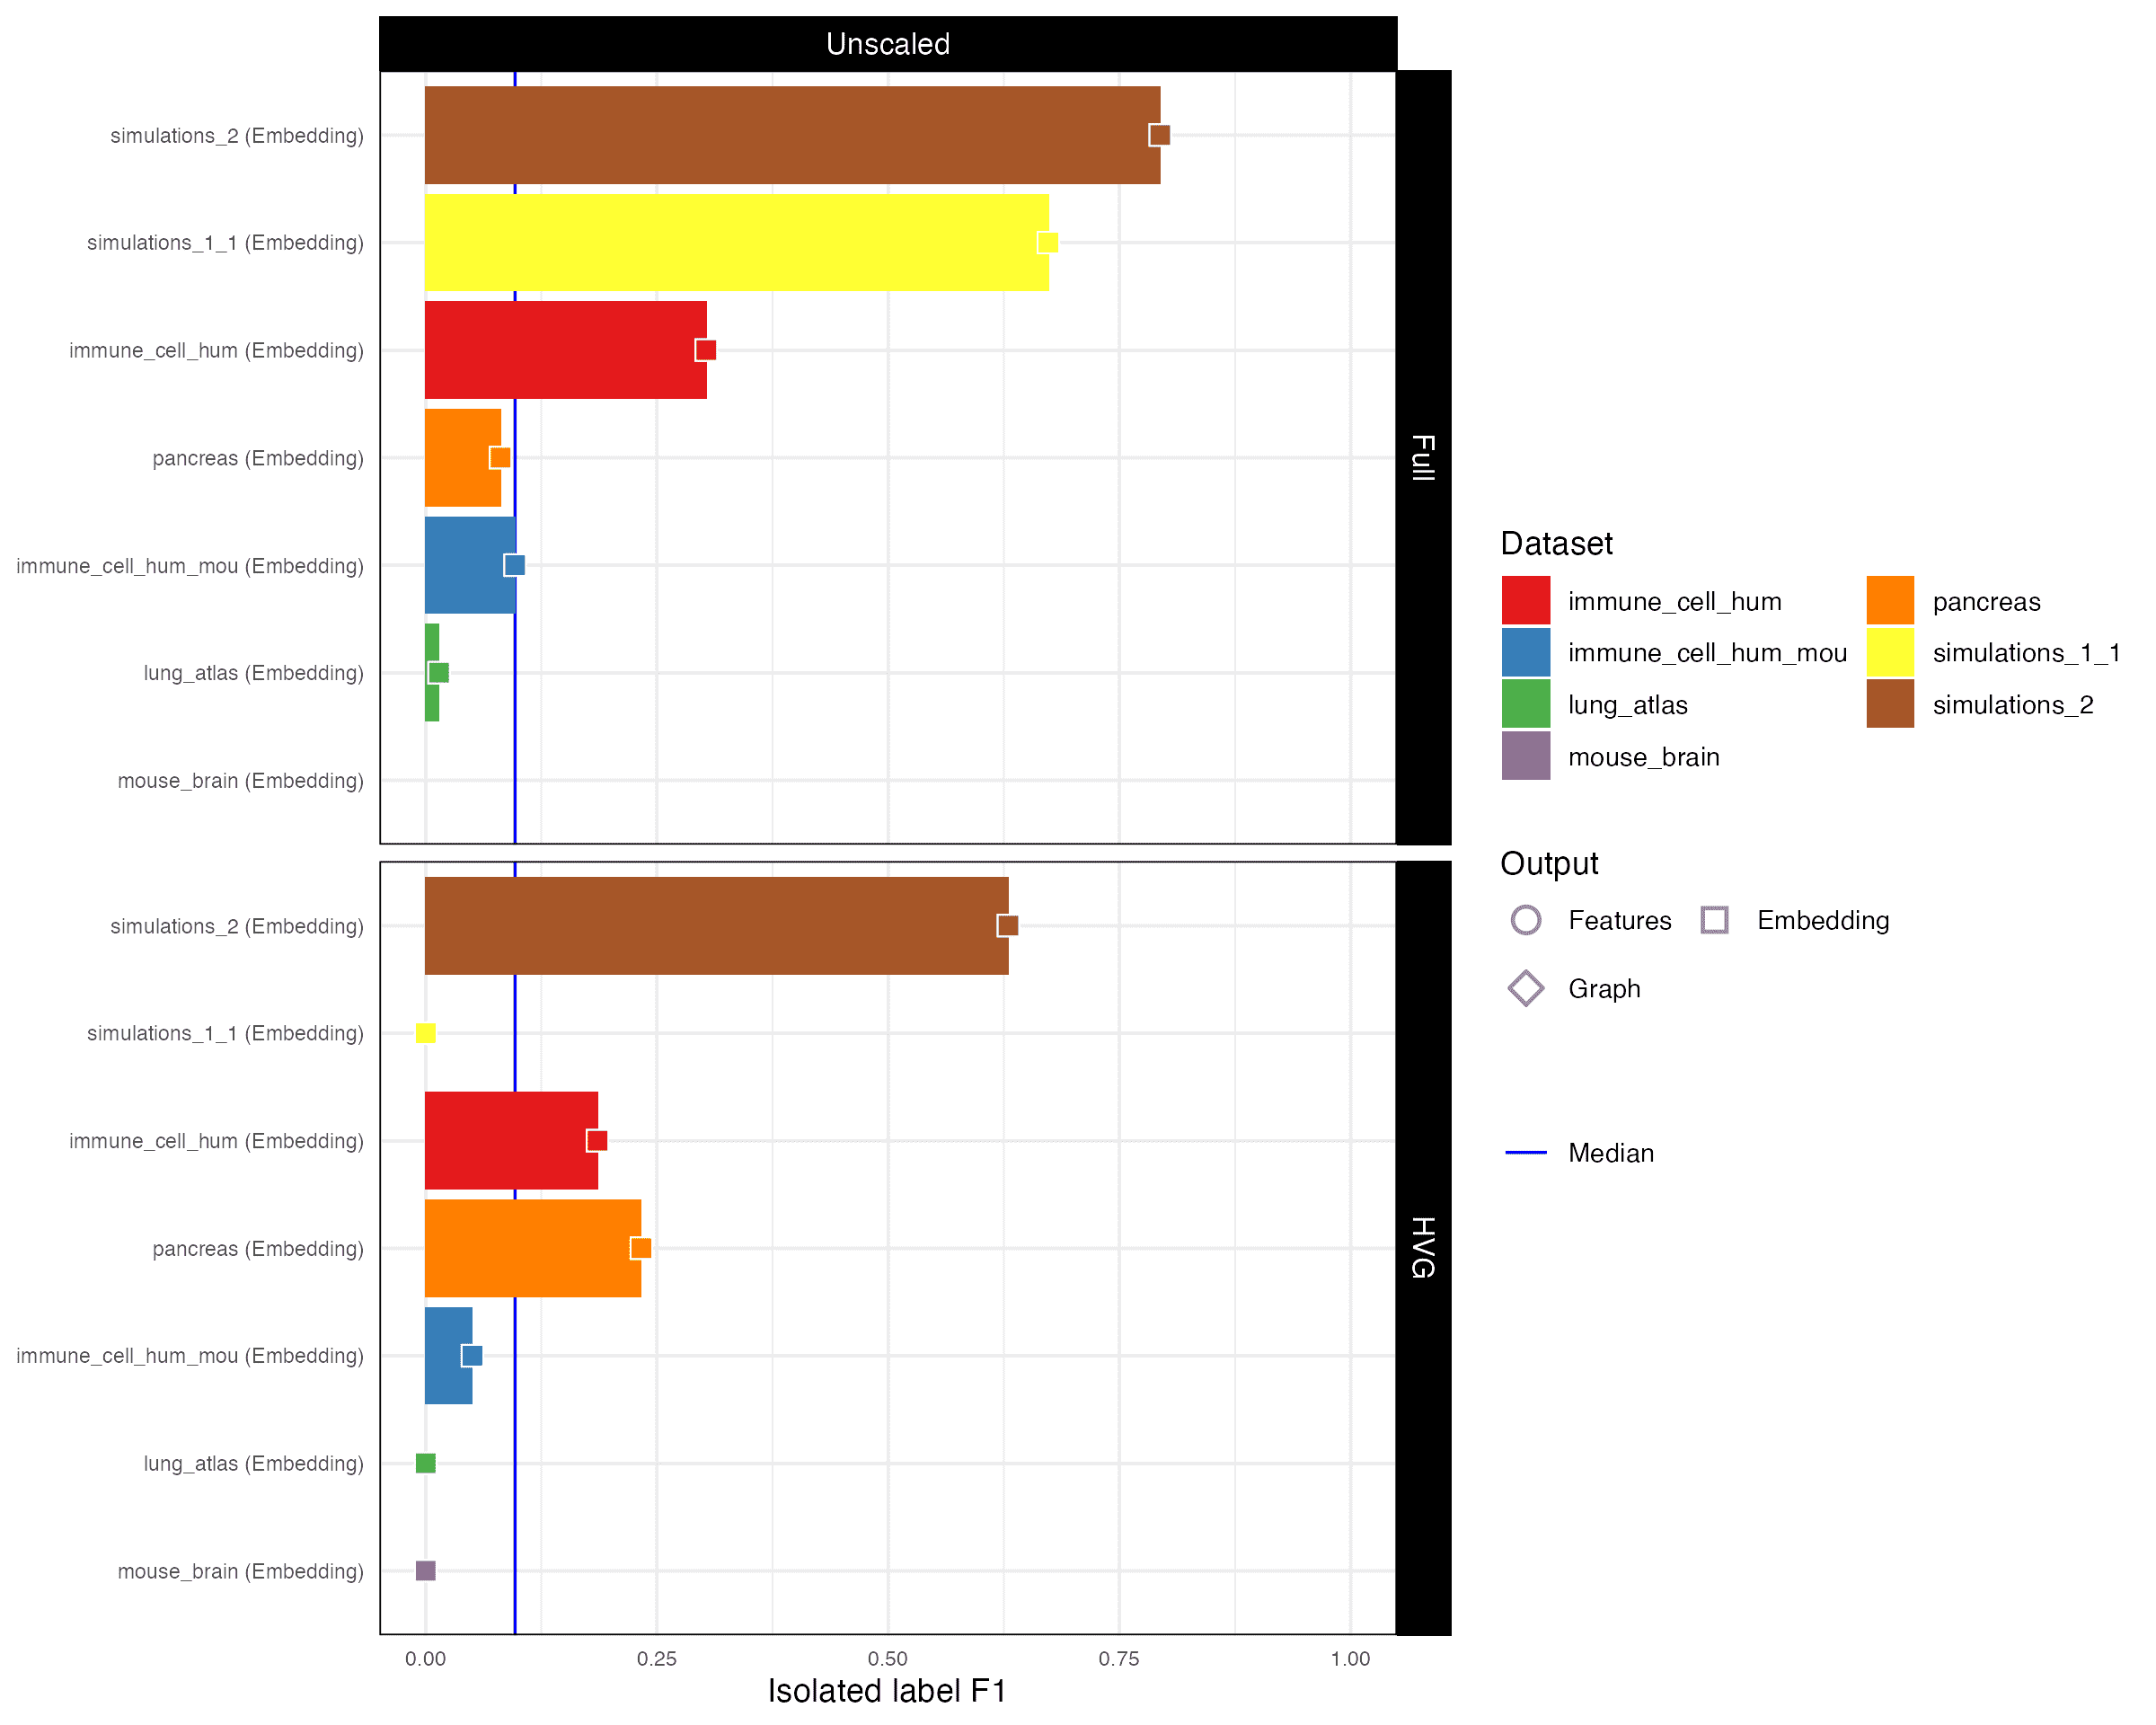 Unscaled
simulations_2 (Embedding)
simulations_1_1 (Embedding)
immune_cell_hum (Embedding)
pancreas (Embedding)
immune_cell_hum_mou (Embedding)
lung_atlas (Embedding)
mouse_brain (Embedding)
Full
simulations_2 (Embedding)
simulations_1_1 (Embedding)
immune_cell_hum (Embedding)
pancreas (Embedding)
immune_cell_hum_mou (Embedding)
lung_atlas (Embedding)
mouse_brain (Embedding)
HVG
0.00 0.25 0.50 0.75 1.00
Isolated label F1
Dataset
immune_cell_hum
immune_cell_hum_mou
lung_atlas
mouse_brain
pancreas
simulations_1_1
simulations_2
Output
Features
Embedding
Graph
Median